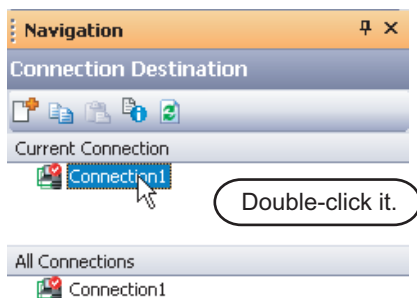 Navigation
Connection Destination
Current Connection
Connection1
Double-click it.
All Connections
Connection1